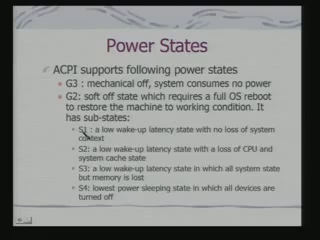 Power States
ACPI supports following power states
G3 : mechanical off, system consumes no power
G2: soft off state which requires a full OS reboot
to restore the machine to working condition. It
has sub-states:
S1 : a low wake-up latency state with no loss of system
context
S2: a low wake-up latency state with a loss of CPU and
system cache state
S3: a low wake-up latency state in which all system state
but memory is lost
S4: lowest power sleeping state in which all devices are
turned off